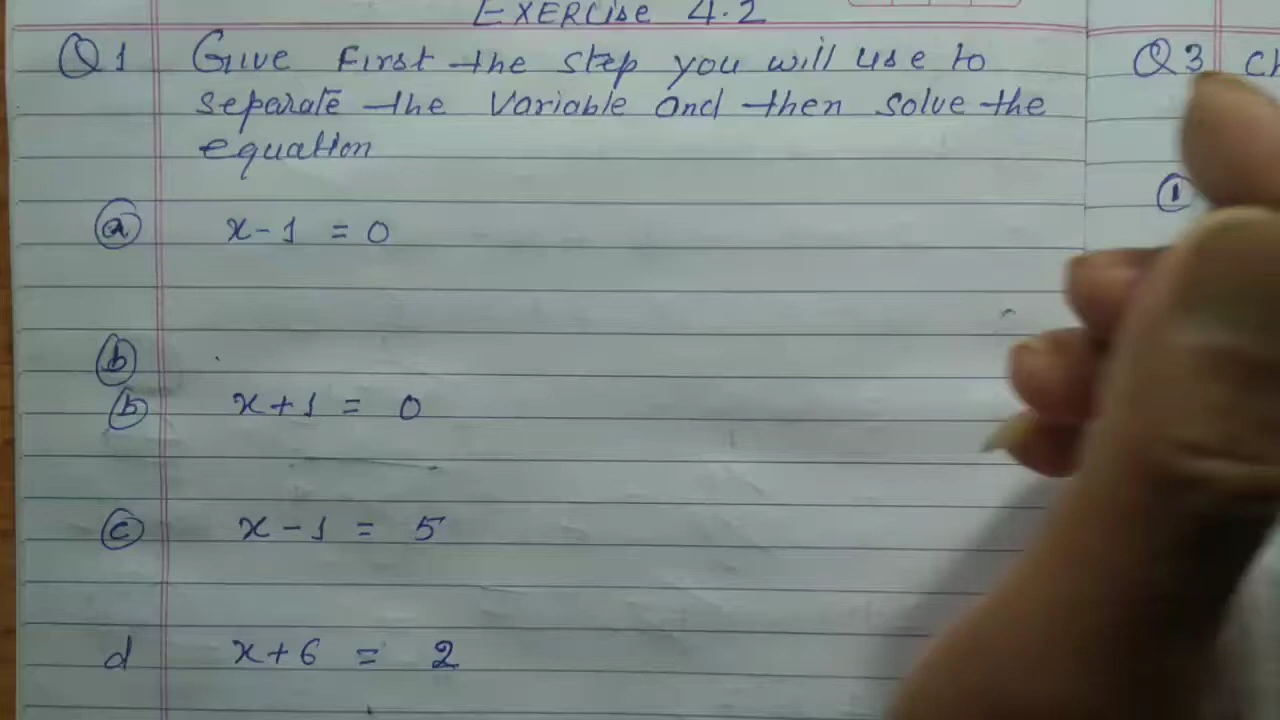 EXERCISE 4.2
Q1 Give First the step you will use to
separate the Variable and then solve the
equation
a x - 1 = 0
b
b x + 1 = 0
c x - 1 = 5
d x + 6 = 2
Q3
1